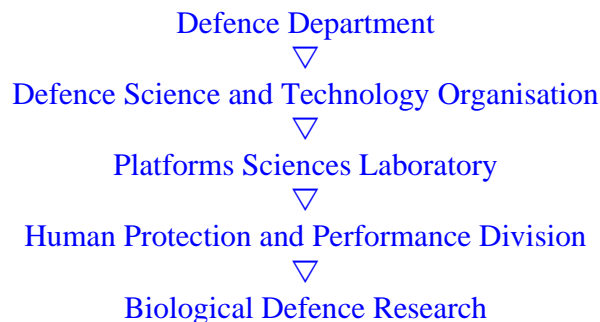 Defence Department
▽
Defence Science and Technology Organisation
▽
Platforms Sciences Laboratory
▽
Human Protection and Performance Division
▽
Biological Defence Research